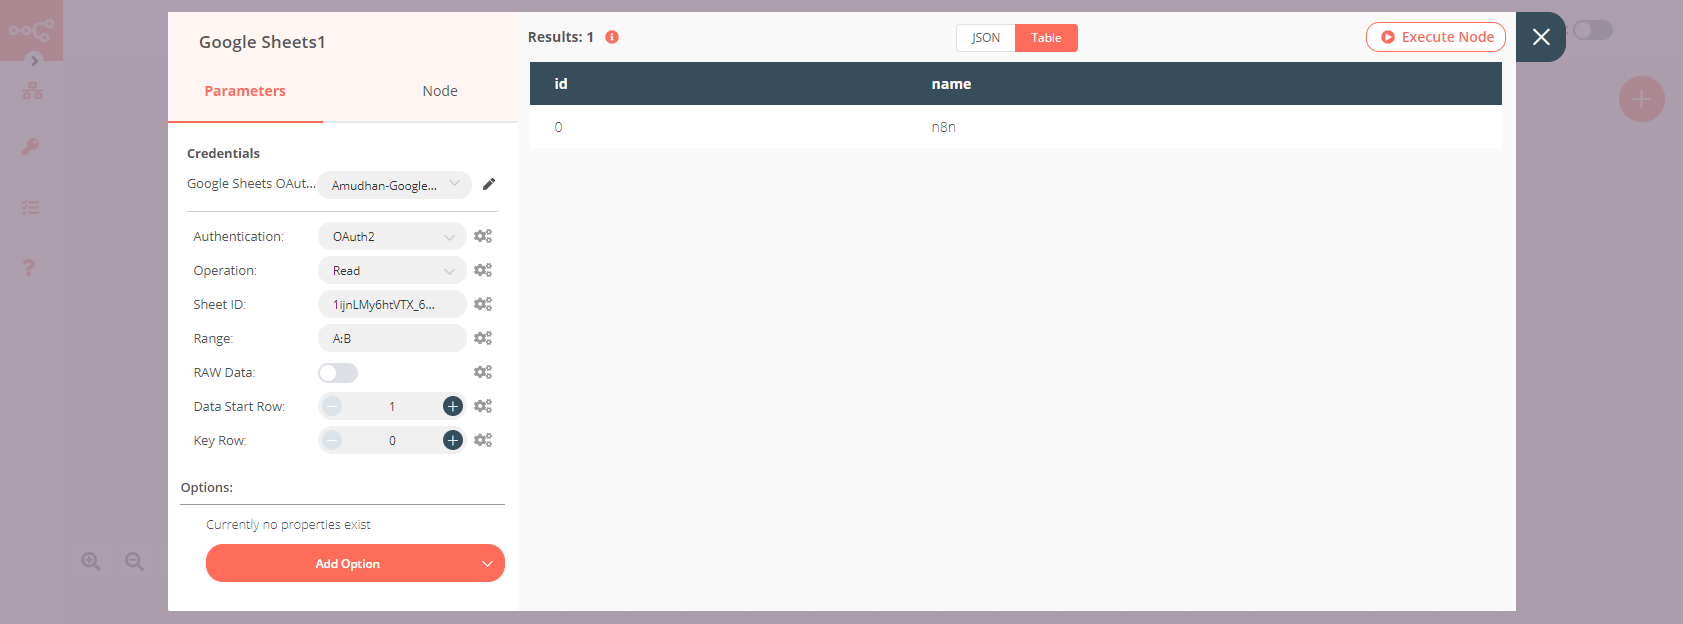 Google Sheets1
Parameters
Node
Credentials
Google Sheets OAut...
Amudhan-Google...
Authentication:
OAuth2
Operation:
Read
Sheet ID:
1ijnLMy6htVTX_6...
Range:
A:B
RAW Data:
Data Start Row:
1
Key Row:
0
Options:
Currently no properties exist
Add Option
Results: 1
JSON
Table
Execute Node
id name
0 n8n